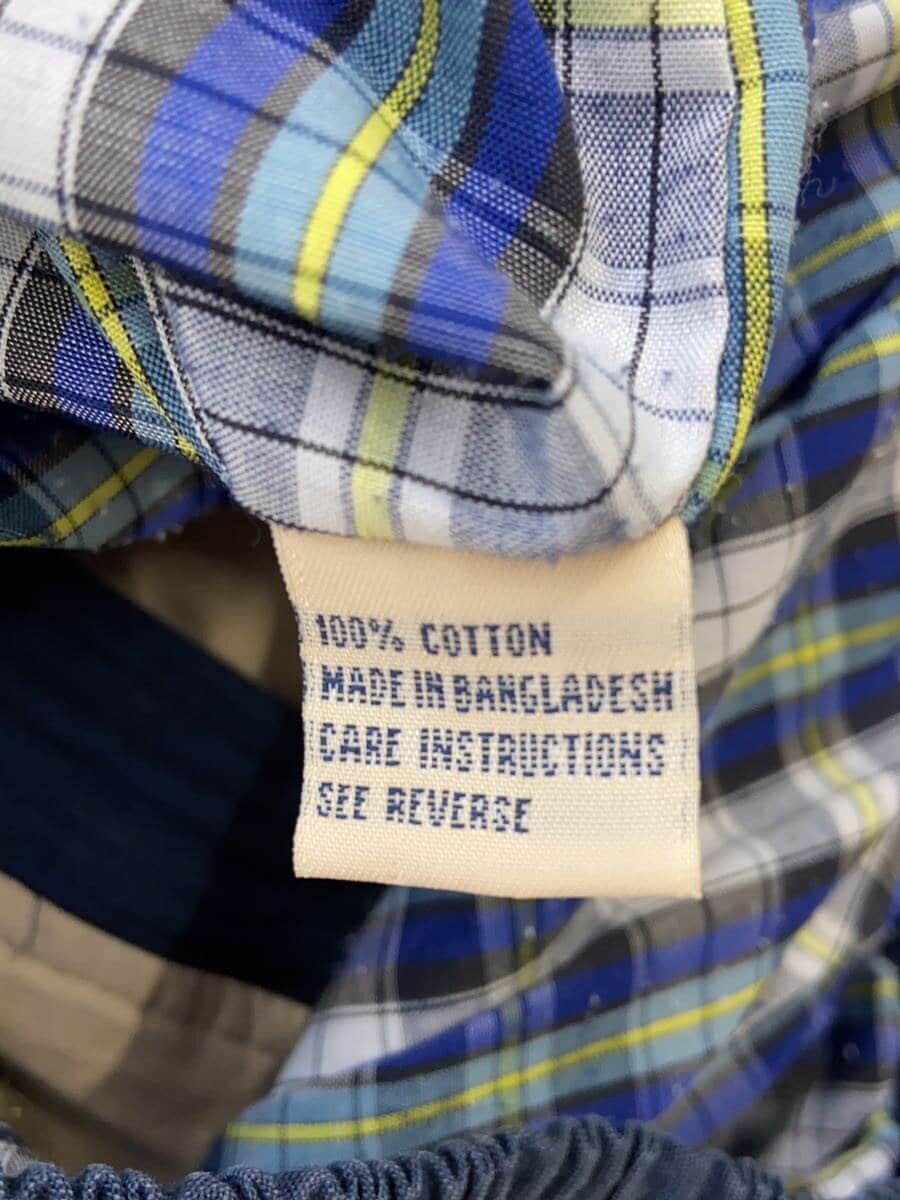 100% COTTON
MADE IN BANGLADESH
CARE INSTRUCTIONS
SEE REVERSE